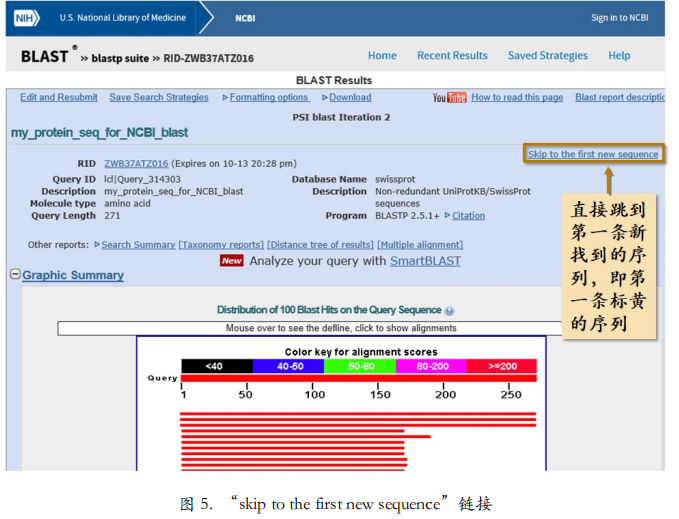 NIH U.S. National Library of Medicine NCBI Sign in to NCBI
BLAST ® » blastp suite » RID-ZWB37ATZ016 Home Recent Results Saved Strategies Help
BLAST Results
Edit and Resubmit Save Search Strategies ▷Formatting options ▷Download YouTube How to read this page Blast report descriptio
PSI blast Iteration 2
my_protein_seq_for_NCBI_blast
Skip to the first new sequence
RID ZWB37ATZ016 (Expires on 10-13 20:28 pm)
Query ID lcl|Query_314303 Database Name swissprot
Description my_protein_seq_for_NCBI_blast Description Non-redundant UniProtKB/SwissProt
Molecule type amino acid sequences
Query Length 271 Program BLASTP 2.5.1+ ▷ Citation
直接跳到
第一条新
找到的序
列，即第
一条标黄
的序列
Other reports: ▷Search Summary [Taxonomy reports] [Distance tree of results] [Multiple alignment]
New Analyze your query with SmartBLAST
Graphic Summary
Distribution of 100 Blast Hits on the Query Sequence
Mouse over to see the defline, click to show alignments
Color key for alignment scores
<40 40-50 50-80 80-200 >=200
Query
1 50 100 150 200 250
图 5. “skip to the first new sequence”链接